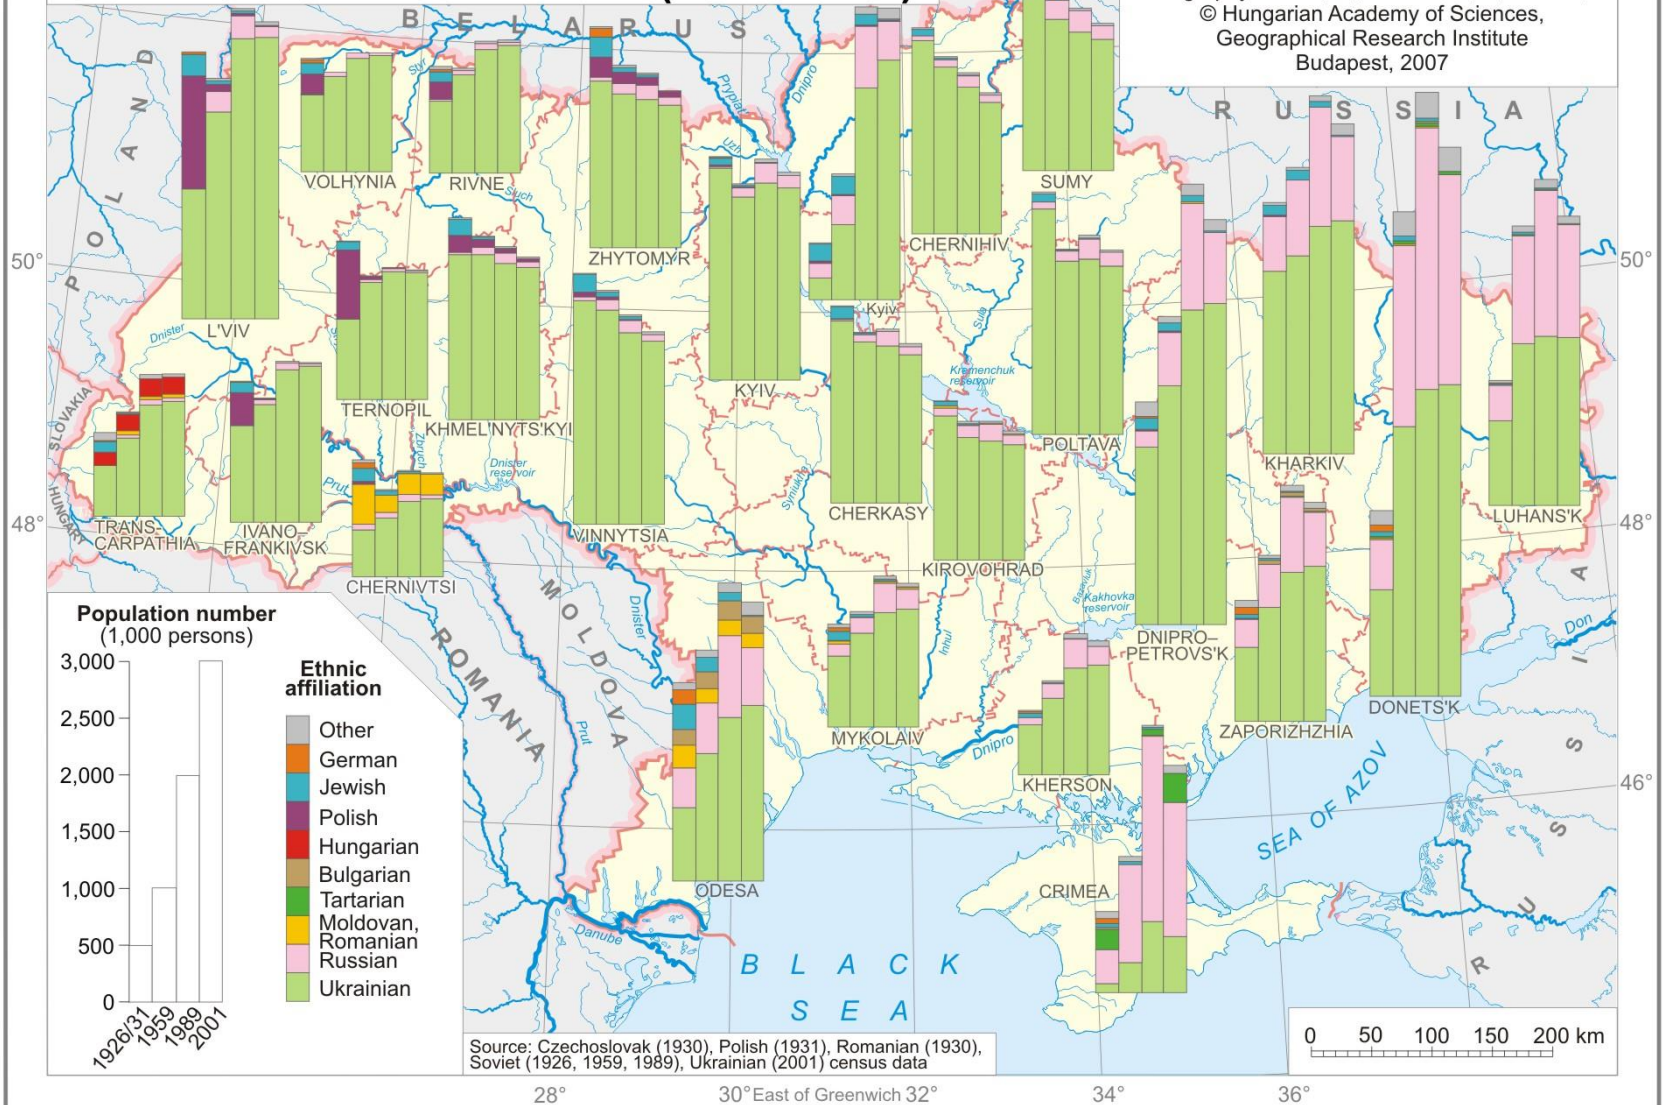 © Hungarian Academy of Sciences,
Geographical Research Institute
Budapest, 2007
BELARUS
RUSSIA
POLAND
SLOVAKIA
HUNGARY
ROMANIA
MOLDOVA
RUSSIA
BLACK
SEA
SEA OF AZOV
50°
50°
48°
48°
46°
28°
30°
East of Greenwich
32°
34°
36°
VOLHYNIA
RIVNE
ZHYTOMYR
CHERNIHIV
SUMY
L'VIV
TERNOPIL
KHMEL'NYTS'KYI
KYIV
Kyiv
POLTAVA
KHARKIV
LUHANS'K
TRANS–
CARPATHIA
IVANO–
FRANKIVSK
CHERNIVTSI
VINNYTSIA
CHERKASY
KIROVOHRAD
DNIPRO–
PETROVS'K
DONETS'K
ZAPORIZHZHIA
MYKOLAIV
KHERSON
ODESA
CRIMEA
Styr
Sluch
Prypiat
Uzh
Dnipro
Dnister
Zbruch
Prut
Dnister
reservoir
Syniukha
Sula
Kremenchuk
reservoir
Kakhovka
reservoir
Inhul
Dnipro
Dnister
Prut
Danube
Don
Population number
(1,000 persons)
3,000
2,500
2,000
1,500
1,000
500
0
1926/31
1959
1989
2001
Ethnic
affiliation
Other
German
Jewish
Polish
Hungarian
Bulgarian
Tartarian
Moldovan,
Romanian
Russian
Ukrainian
Source: Czechoslovak (1930), Polish (1931), Romanian (1930),
Soviet (1926, 1959, 1989), Ukrainian (2001) census data
0 50 100 150 200 km